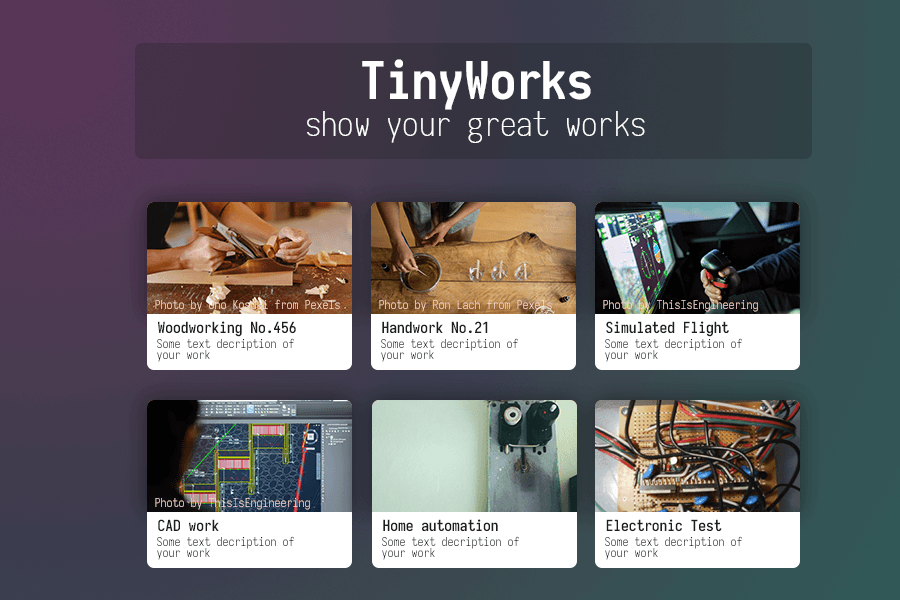 TinyWorks
show your great works
Photo by Ono Kosuki from Pexels.
Photo by Ron Lach from Pexels
Photo by ThisIsEngineering
Woodworking No.456
Handwork No.21
Simulated Flight
Some text decription of
your work
Some text decription of
your work
Some text decription of
your work
Photo by ThisIsEngineering
CAD work
Home automation
Electronic Test
Some text decription of
your work
Some text decription of
your work
Some text decription of
your work